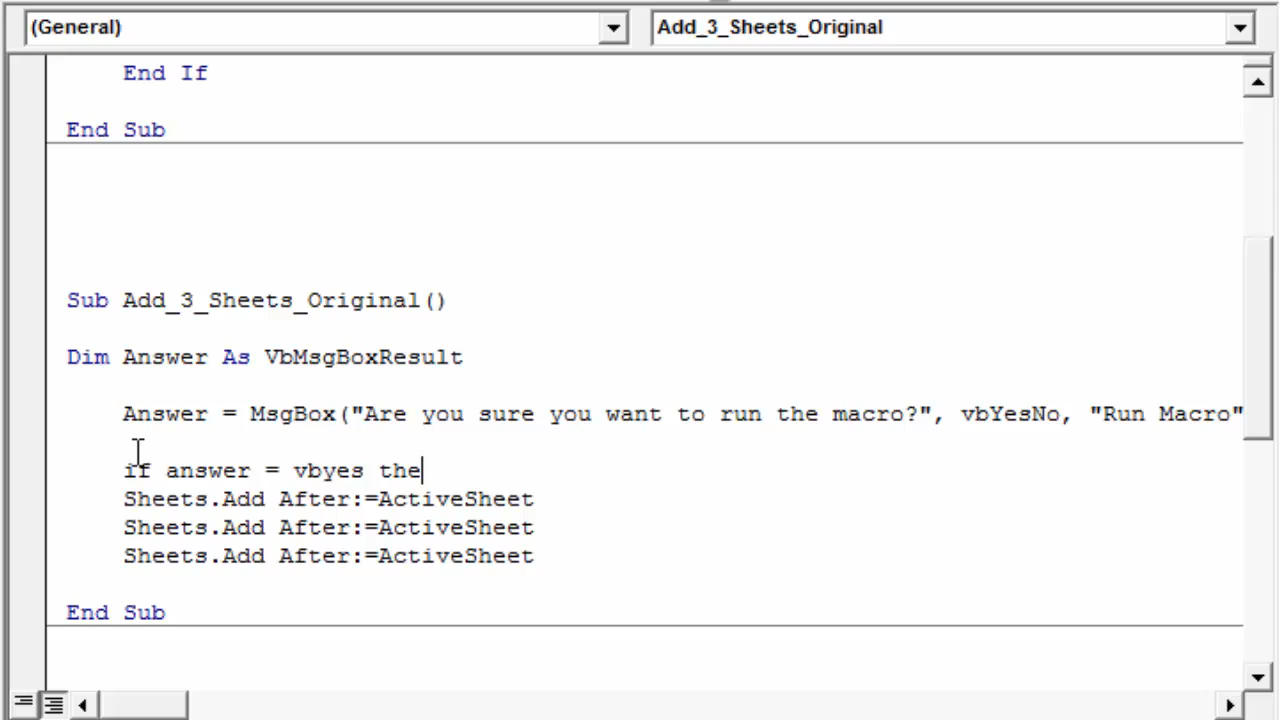 (General) Add_3_Sheets_Original
End If
End Sub
Sub Add_3_Sheets_Original()
Dim Answer As VbMsgBoxResult
Answer = MsgBox("Are you sure you want to run the macro?", vbYesNo, "Run Macro"
if answer = vbyes the
Sheets.Add After:=ActiveSheet
Sheets.Add After:=ActiveSheet
Sheets.Add After:=ActiveSheet
End Sub